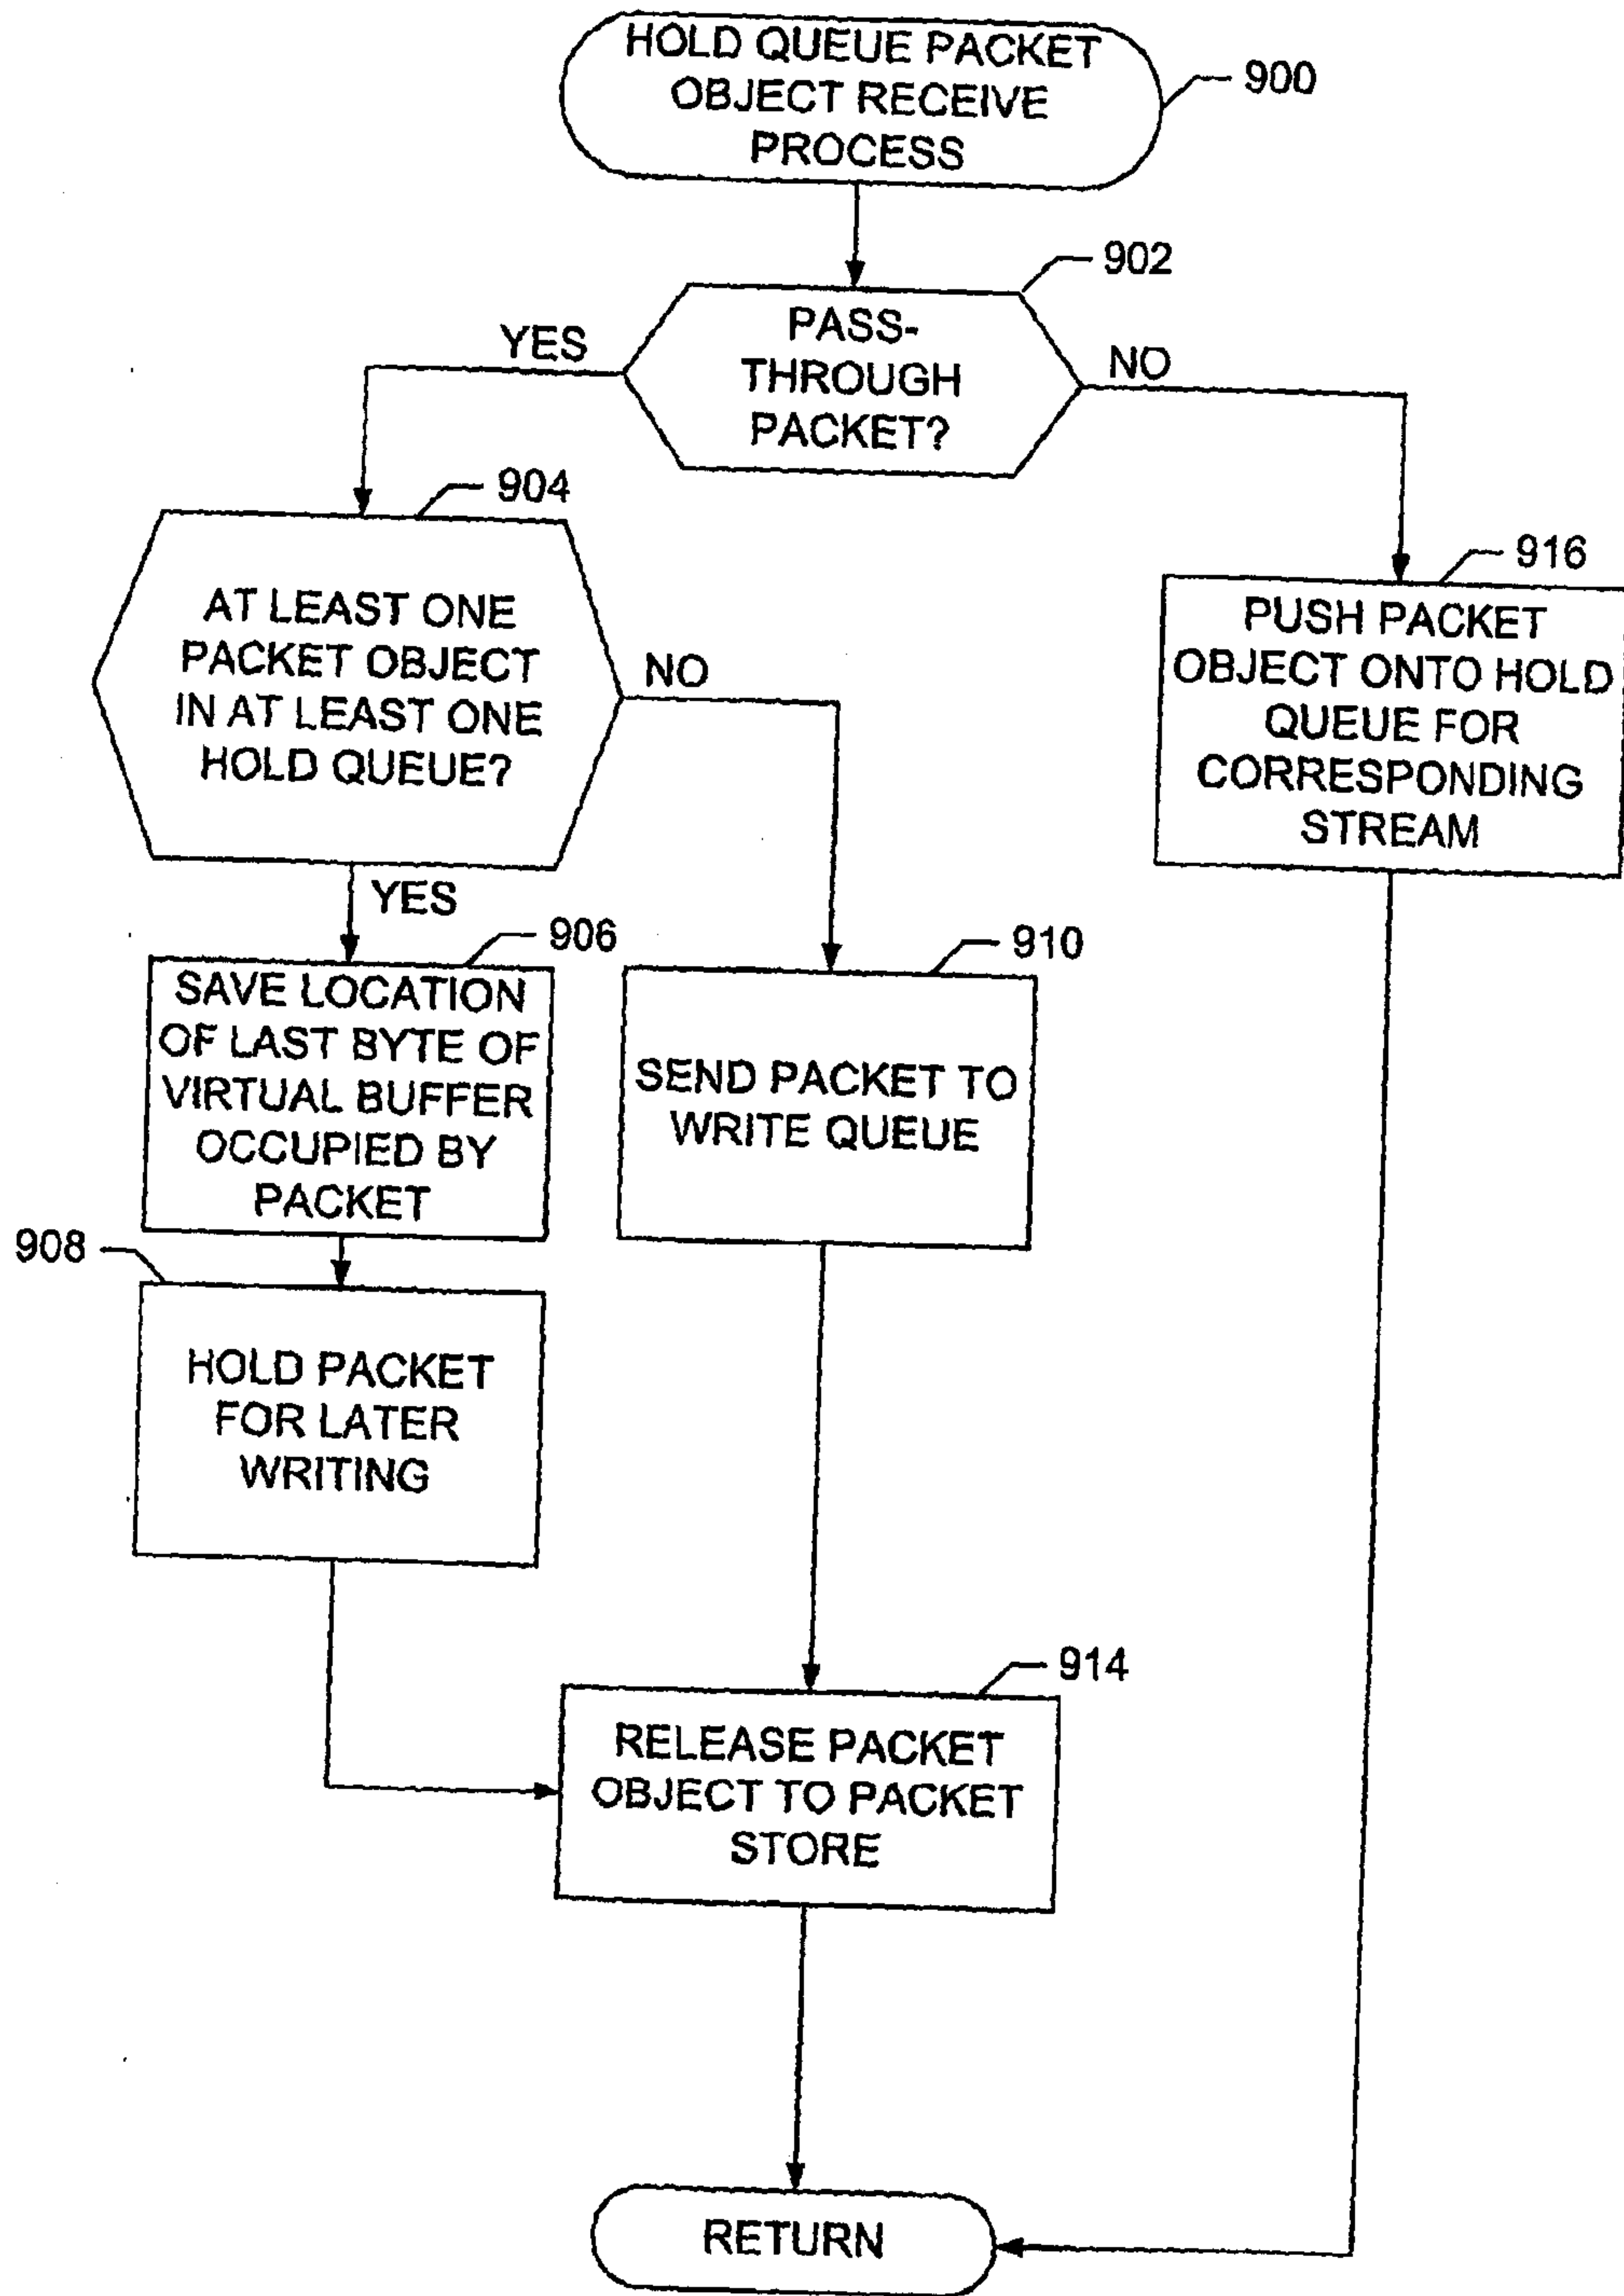 HOLD QUEUE PACKET
OBJECT RECEIVE
PROCESS
900
902
PASS-
THROUGH
PACKET?
YES
NO
904
AT LEAST ONE
PACKET OBJECT
IN AT LEAST ONE
HOLD QUEUE?
NO
YES
916
PUSH PACKET
OBJECT ONTO HOLD
QUEUE FOR
CORRESPONDING
STREAM
906
SAVE LOCATION
OF LAST BYTE OF
VIRTUAL BUFFER
OCCUPIED BY
PACKET
910
SEND PACKET TO
WRITE QUEUE
908
HOLD PACKET
FOR LATER
WRITING
914
RELEASE PACKET
OBJECT TO PACKET
STORE
RETURN